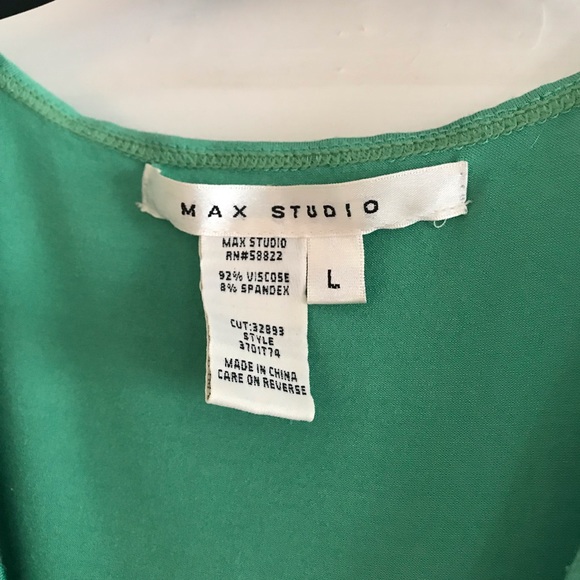 MAX STUDIO
MAX STUDIO
RN#58822
92% VISCOSE
8% SPANDEX
L
CUT:32893
STYLE
3701T74
MADE IN CHINA
CARE ON REVERSE